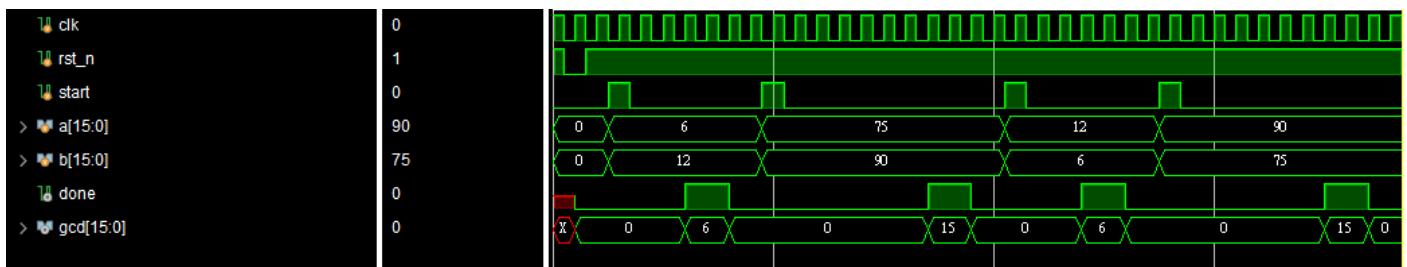 clk 0
rst_n 1
start 0
a[15:0] 90 0 6 75 12 90
b[15:0] 75 0 12 90 6 75
done 0
gcd[15:0] 0 X 0 6 0 15 0 6 0 15 0